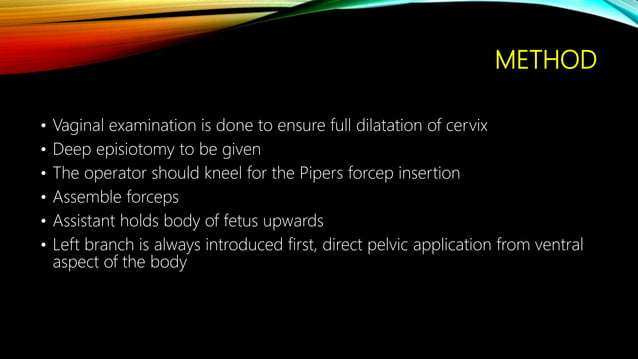 METHOD
• Vaginal examination is done to ensure full dilatation of cervix
• Deep episiotomy to be given
• The operator should kneel for the Pipers forcep insertion
• Assemble forceps
• Assistant holds body of fetus upwards
• Left branch is always introduced first, direct pelvic application from ventral
aspect of the body